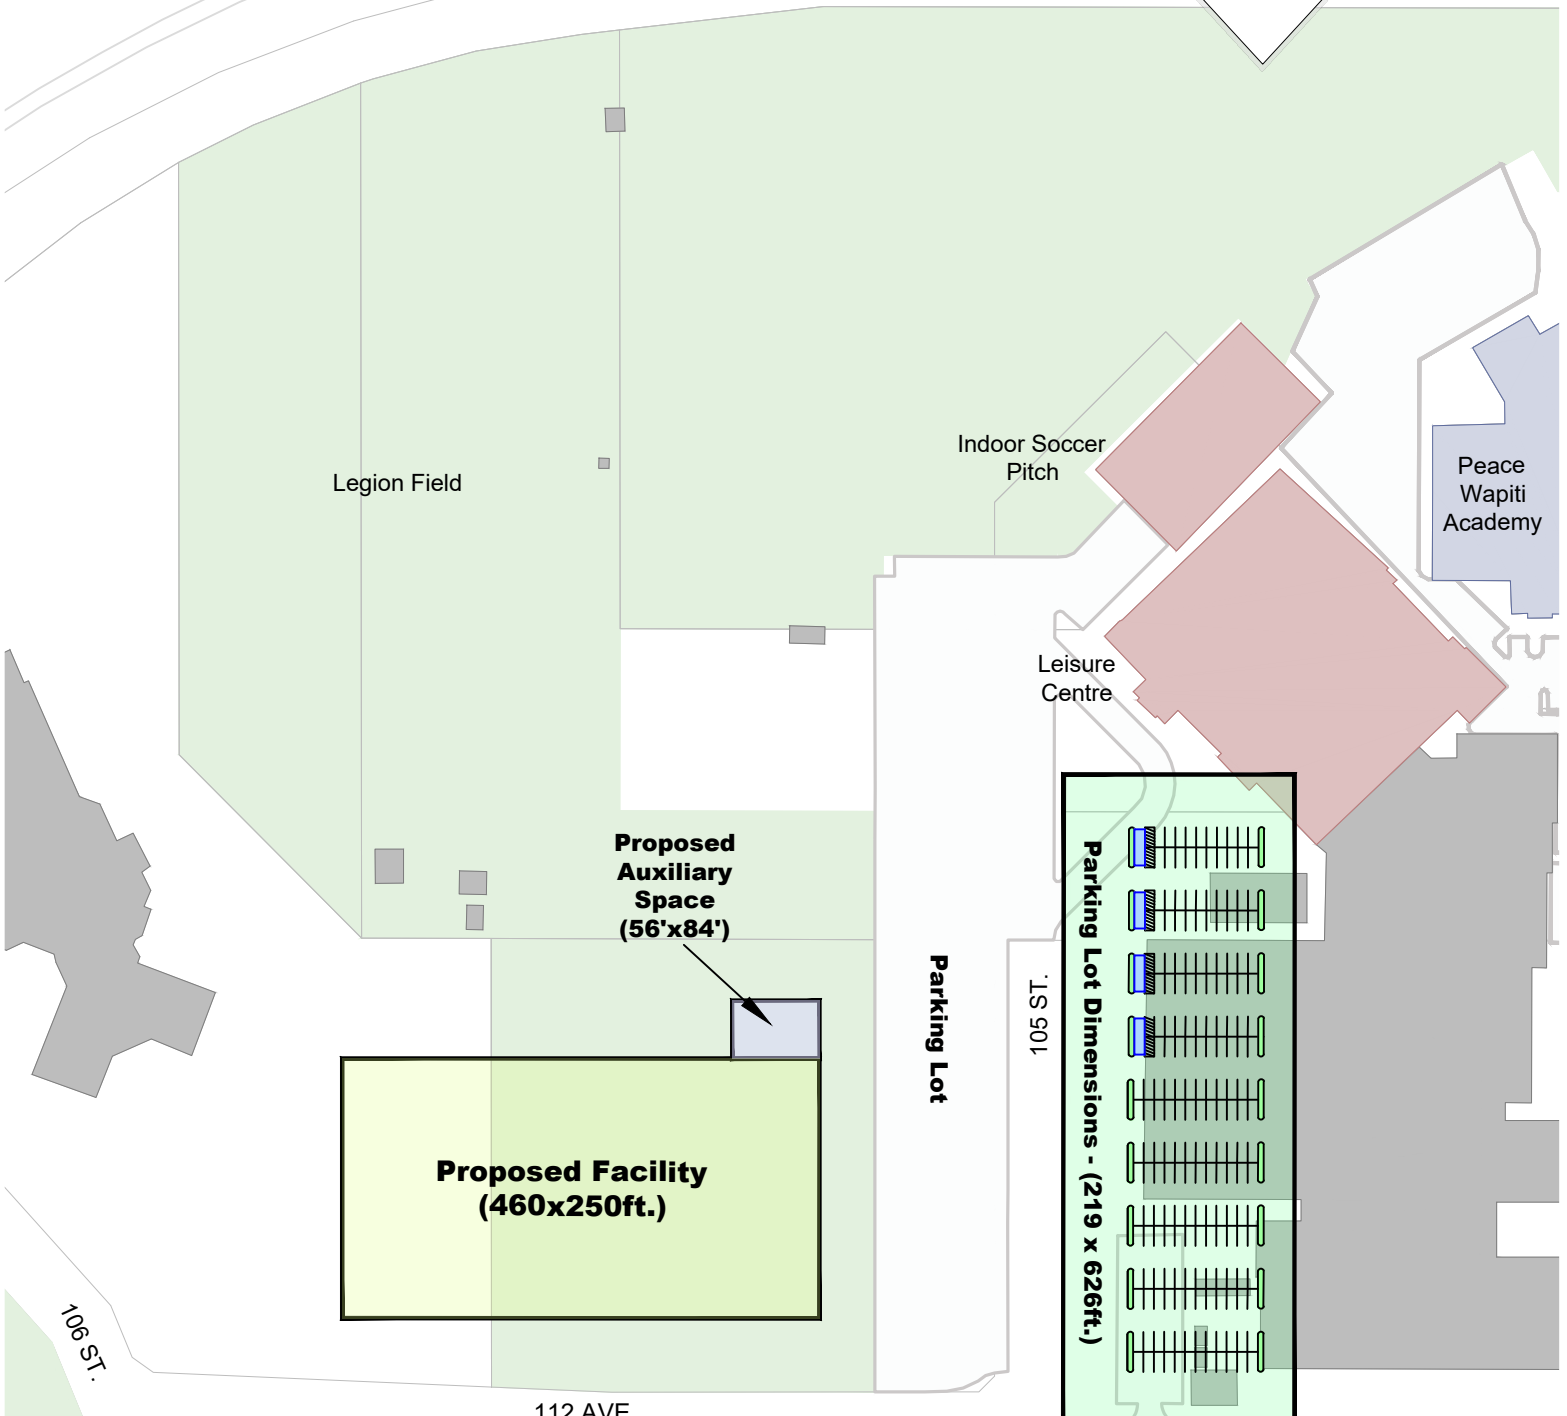 Indoor Soccer
Pitch
Legion Field
Peace
Wapiti
Academy
Leisure
Centre
Proposed
Auxiliary
Space
(56'x84')
Parking Lot
105 ST.
Parking Lot Dimensions - (219 x 626ft.)
Proposed Facility
(460x250ft.)
106 ST.
112 AVE